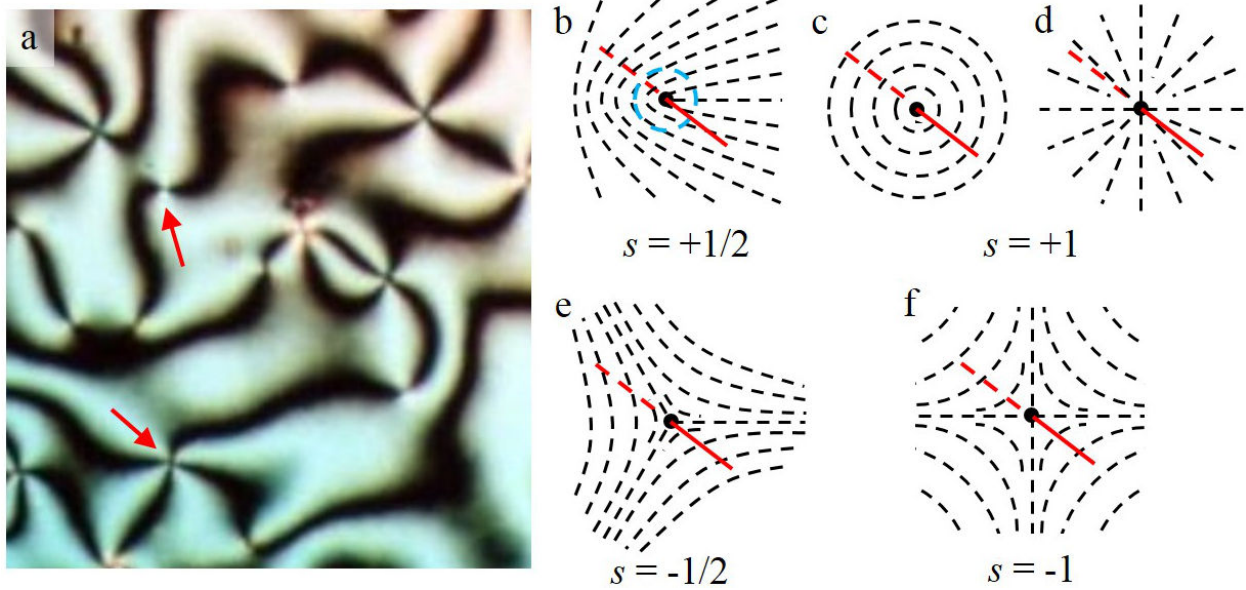 a
b
c
d
s = +1/2
s = +1
e
f
s = -1/2
s = -1